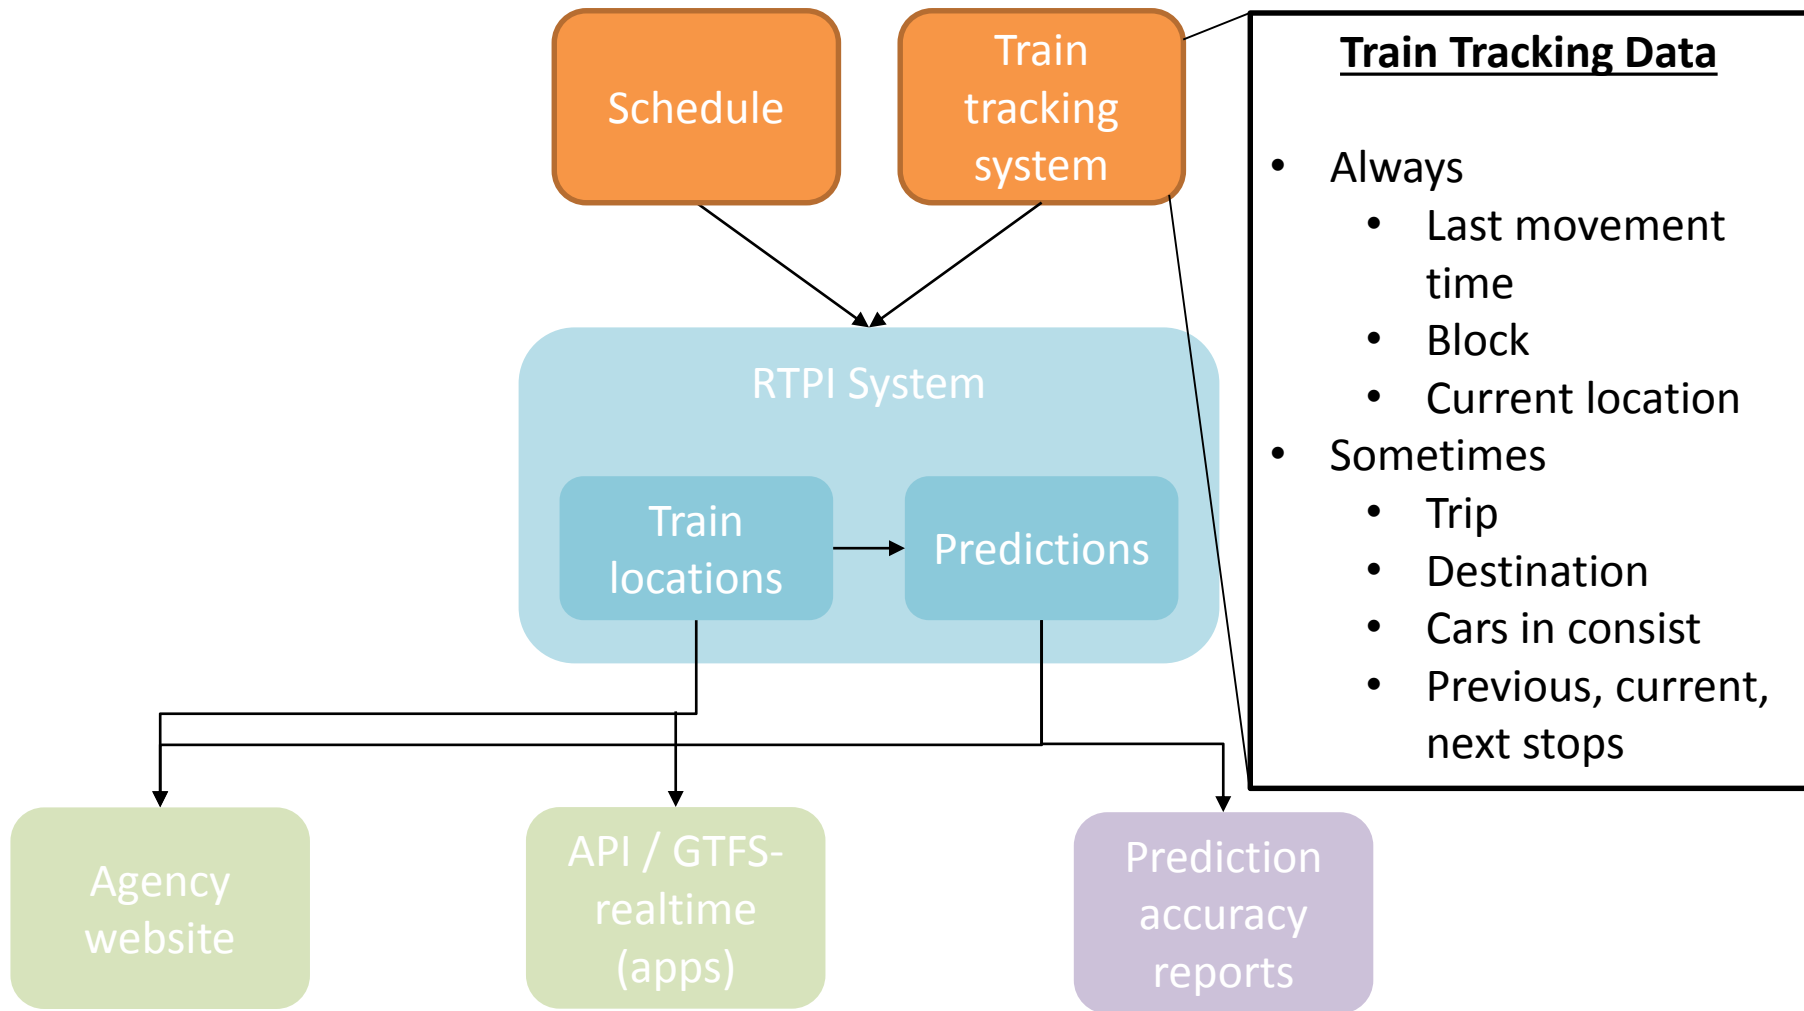 Schedule
Train
tracking
system
Train Tracking Data
• Always
• Last movement
time
• Block
• Current location
• Sometimes
• Trip
• Destination
• Cars in consist
• Previous, current,
next stops
RTPI System
Train
locations
Predictions
Agency
website
API / GTFS-
realtime
(apps)
Prediction
accuracy
reports